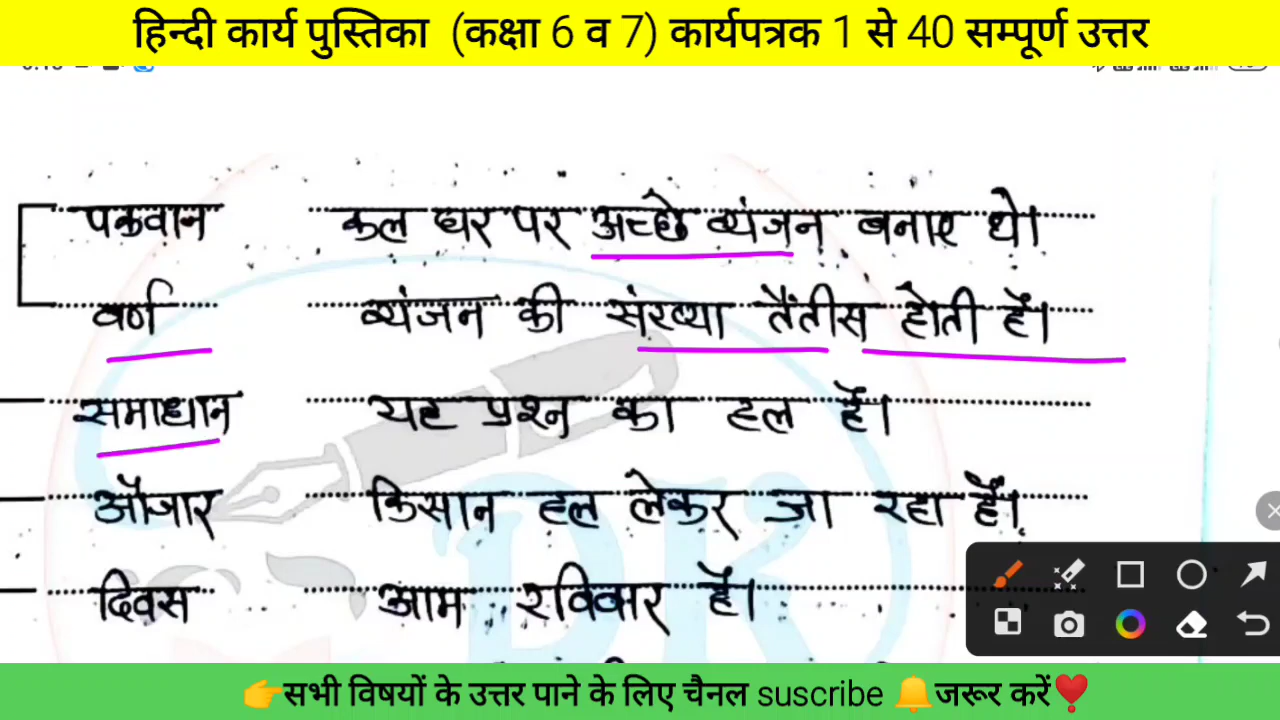 हिन्दी कार्य पुस्तिका (कक्षा 6 व 7) कार्यपत्रक 1 से 40 सम्पूर्ण उत्तर
पकवान कल घर पर अच्छे व्यंजन बनाए थे।
वर्ण व्यंजन की संख्या तैंतीस होती हैं।
समाधान यह प्रश्न का हल हैं।
औजार किसान हल लेकर जा रहा हैं।
दिवस आम रविवार हैं।
👉सभी विषयों के उत्तर पाने के लिए चैनल suscribe 🔔जरूर करें❣️